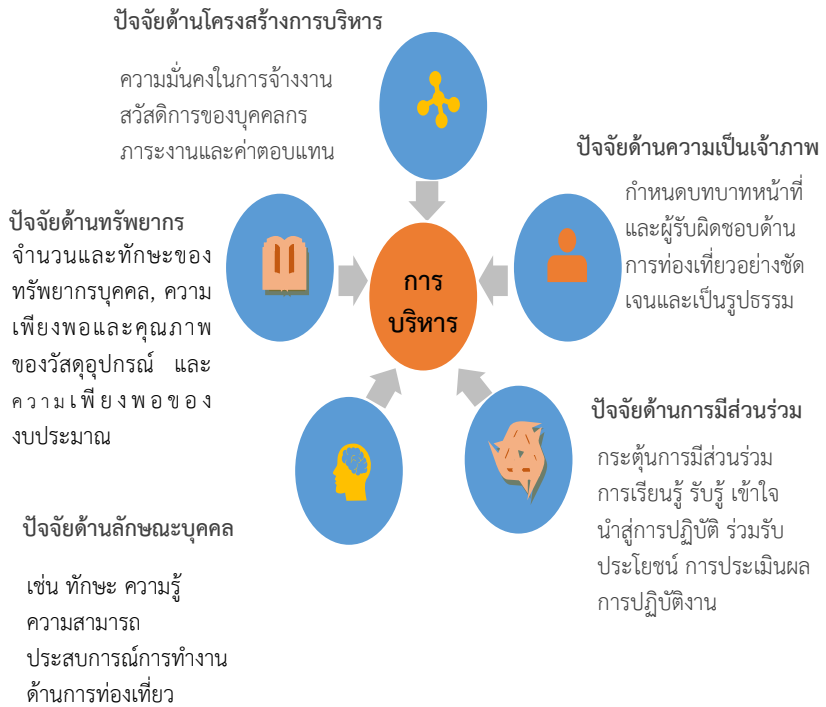 ปัจจัยด้านโครงสร้างการบริหาร
ความมั่นคงในการจ้างงาน
สวัสดิการของบุคคลกร
ภาระงานและค่าตอบแทน
ปัจจัยด้านความเป็นเจ้าภาพ
กำหนดบทบาทหน้าที่
และผู้รับผิดชอบด้าน
การท่องเที่ยวอย่างชัด
เจนและเป็นรูปธรรม
ปัจจัยด้านทรัพยากร
จำนวนและทักษะของ
ทรัพยากรบุคคล, ความ
เพียงพอและคุณภาพ
ของวัสดุอุปกรณ์ และ
ความเพียงพอของ
งบประมาณ
การ
บริหาร
ปัจจัยด้านการมีส่วนร่วม
กระตุ้นการมีส่วนร่วม
การเรียนรู้ รับรู้ เข้าใจ
นำสู่การปฏิบัติ ร่วมรับ
ประโยชน์ การประเมินผล
การปฏิบัติงาน
ปัจจัยด้านลักษณะบุคคล
เช่น ทักษะ ความรู้
ความสามารถ
ประสบการณ์การทำงาน
ด้านการท่องเที่ยว